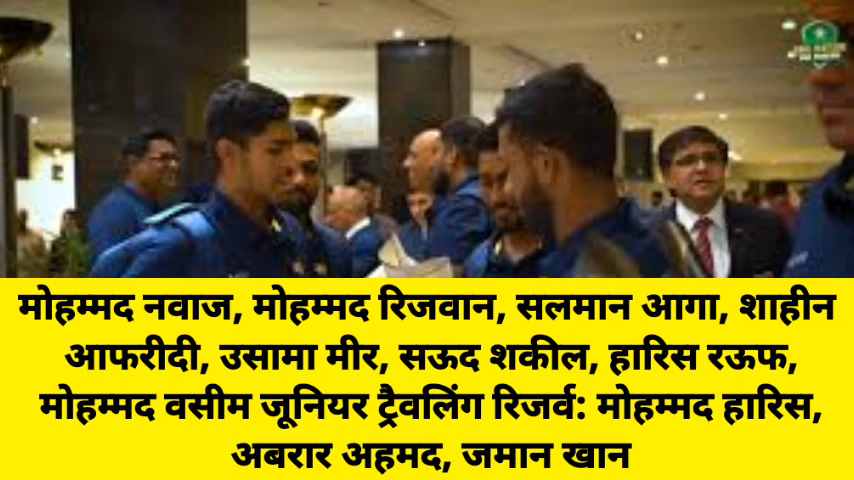 मोहम्मद नवाज, मोहम्मद रिजवान, सलमान आगा, शाहीन
आफरीदी, उसामा मीर, सऊद शकील, हारिस रऊफ,
मोहम्मद वसीम जूनियर ट्रैवलिंग रिजर्व: मोहम्मद हारिस,
अबरार अहमद, जमान खान